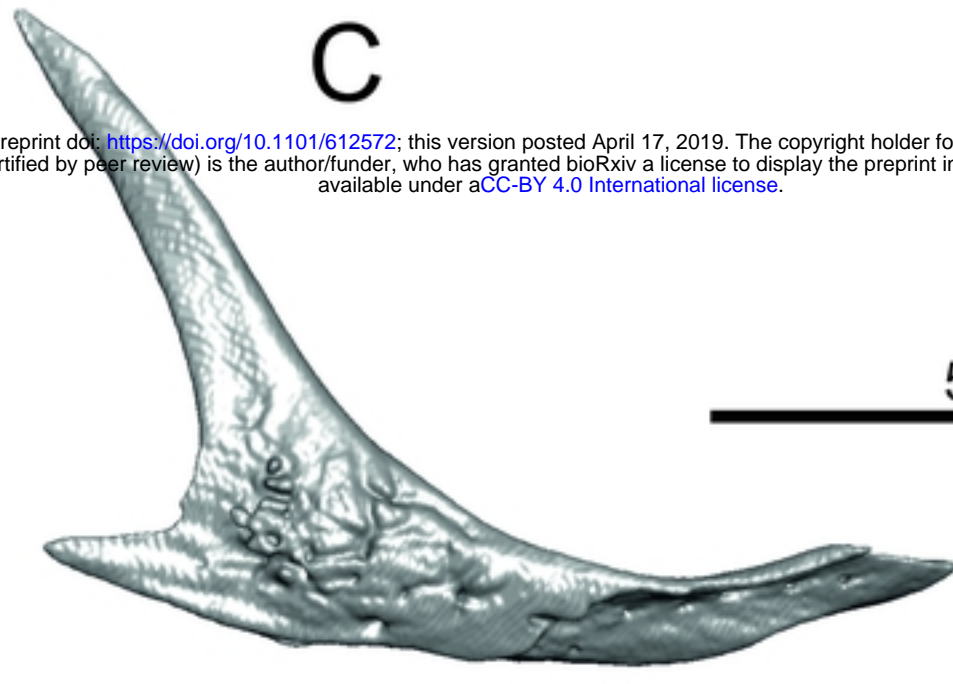 C
reprint doi: https://doi.org/10.1101/612572; this version posted April 17, 2019. The copyright holder fo
rtified by peer review) is the author/funder, who has granted bioRxiv a license to display the preprint in
available under aCC-BY 4.0 International license.